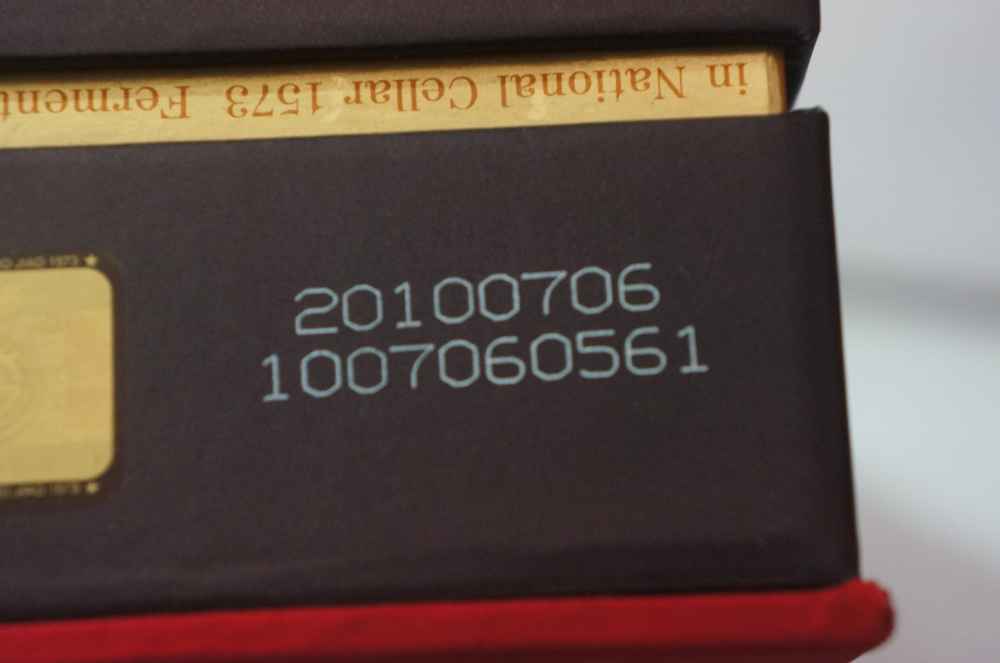 in National Cellar 1573 Ferment
20100706
1007060561